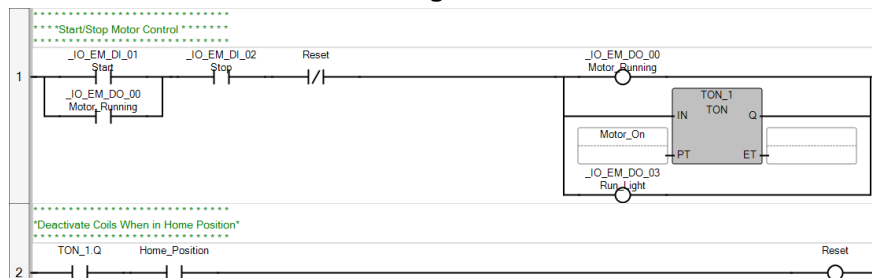 * * * * * * * * * * * * * * * * * * * * * * * * * * * *
* * * *Start/Stop Motor Control * * * * * * *
* * * * * * * * * * * * * * * * * * * * * * * * * * * *
_IO_EM_DI_01 _IO_EM_DI_02 Reset _IO_EM_DO_00
Start Stop Motor_Running
1
_IO_EM_DO_00
Motor_Running
TON_1
TON
IN Q
Motor_On
PT ET
_IO_EM_DO_03
Run_Light
* * * * * * * * * * * * * * * * * * * * * * * * * * * *
*Deactivate Coils When in Home Position*
* * * * * * * * * * * * * * * * * * * * * * * * * * * *
TON_1.Q Home_Position Reset
2